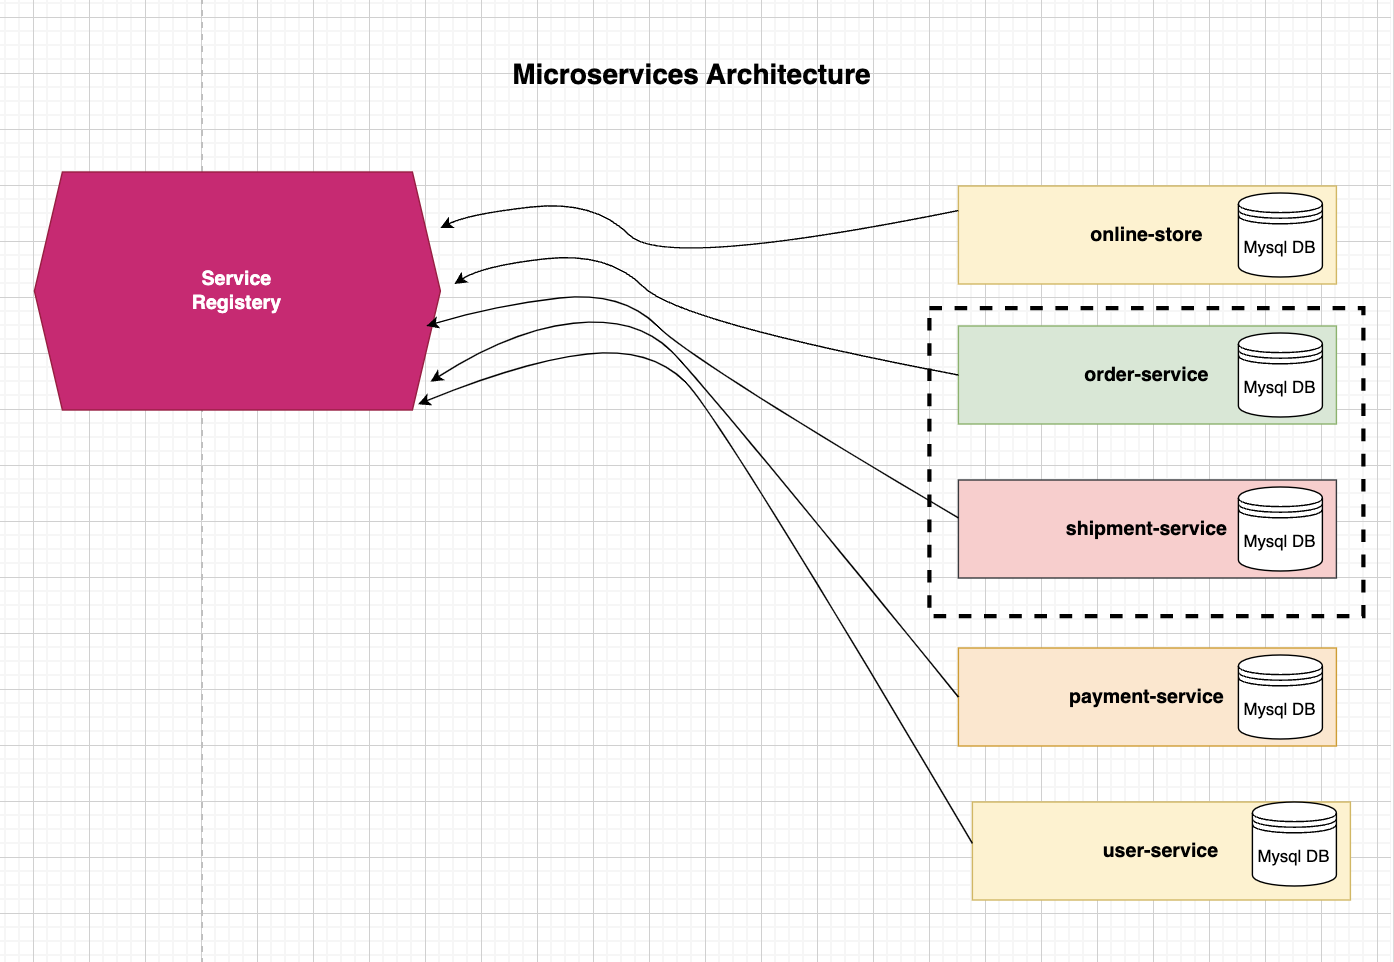 Microservices Architecture
Service
Registery
online-store
Mysql DB
order-service
Mysql DB
shipment-service
Mysql DB
payment-service
Mysql DB
user-service
Mysql DB